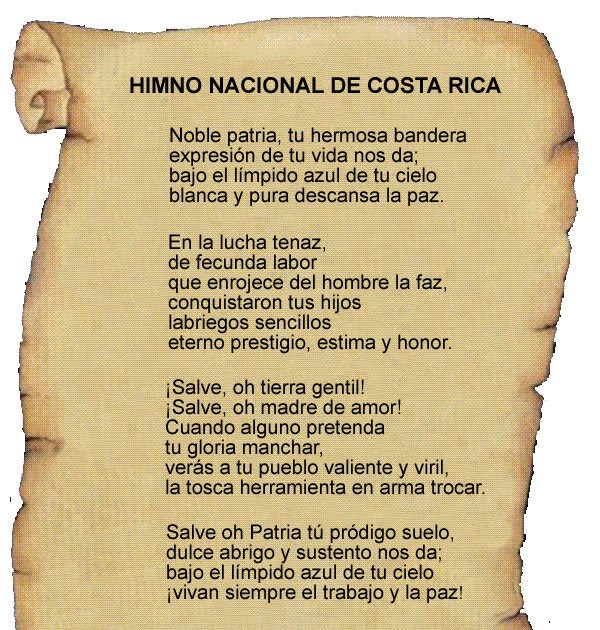 HIMNO NACIONAL DE COSTA RICA
Noble patria, tu hermosa bandera
expresión de tu vida nos da;
bajo el límpido azul de tu cielo
blanca y pura descansa la paz.
En la lucha tenaz,
de fecunda labor
que enrojece del hombre la faz,
conquistaron tus hijos
labriegos sencillos
eterno prestigio, estima y honor.
¡Salve, oh tierra gentil!
¡Salve, oh madre de amor!
Cuando alguno pretenda
tu gloria manchar,
verás a tu pueblo valiente y viril,
la tosca herramienta en arma trocar.
Salve oh Patria tú pródigo suelo,
dulce abrigo y sustento nos da;
bajo el límpido azul de tu cielo
¡vivan siempre el trabajo y la paz!